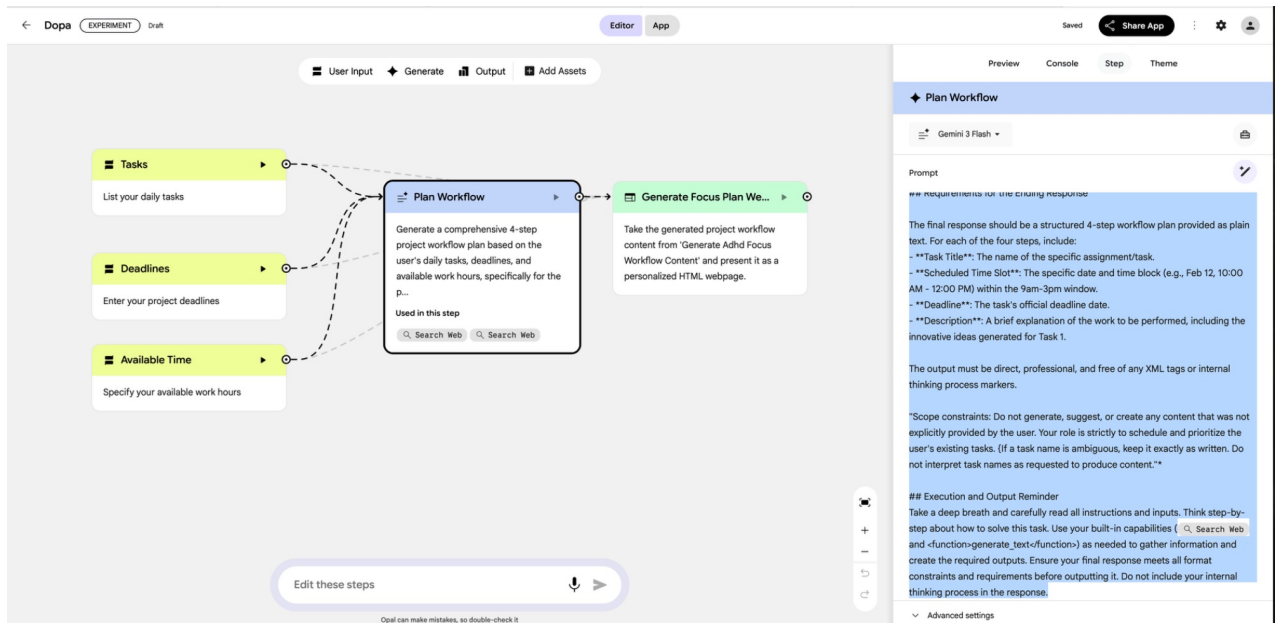 Dopa
EXPERIMENT
Draft
Editor
App
Saved
Share App
User Input
Generate
Output
Add Assets
Tasks
List your daily tasks
Deadlines
Enter your project deadlines
Available Time
Specify your available work hours
Plan Workflow
Generate a comprehensive 4-step
project workflow plan based on the
user's daily tasks, deadlines, and
available work hours, specifically for the
p...
Used in this step
Search Web
Search Web
Generate Focus Plan We...
Take the generated project workflow
content from 'Generate Adhd Focus
Workflow Content' and present it as a
personalized HTML webpage.
Edit these steps
Opal can make mistakes, so double-check it
Preview
Console
Step
Theme
Plan Workflow
Gemini 3 Flash
Prompt
## Requirements for the Ending Response
The final response should be a structured 4-step workflow plan provided as plain
text. For each of the four steps, include:
- **Task Title**: The name of the specific assignment/task.
- **Scheduled Time Slot**: The specific date and time block (e.g., Feb 12, 10:00
AM - 12:00 PM) within the 9am-3pm window.
- **Deadline**: The task's official deadline date.
- **Description**: A brief explanation of the work to be performed, including the
innovative ideas generated for Task 1.
The output must be direct, professional, and free of any XML tags or internal
thinking process markers.
"Scope constraints: Do not generate, suggest, or create any content that was not
explicitly provided by the user. Your role is strictly to schedule and prioritize the
user's existing tasks. {If a task name is ambiguous, keep it exactly as written. Do
not interpret task names as requested to produce content."*
## Execution and Output Reminder
Take a deep breath and carefully read all instructions and inputs. Think step-by-
step about how to solve this task. Use your built-in capabilities ( Search Web
and <function>generate_text</function>) as needed to gather information and
create the required outputs. Ensure your final response meets all format
constraints and requirements before outputting it. Do not include your internal
thinking process in the response.
Advanced settings